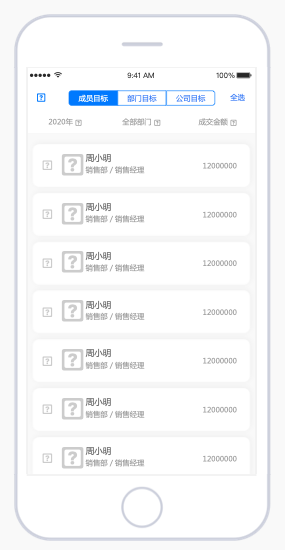 9:41 AM 100%
成员目标 部门目标 公司目标 全选
2020年 全部部门 成交金额
周小明
销售部 / 销售经理 12000000
周小明
销售部 / 销售经理 12000000
周小明
销售部 / 销售经理 12000000
周小明
销售部 / 销售经理 12000000
周小明
销售部 / 销售经理 12000000
周小明
销售部 / 销售经理 12000000
周小明
销售部 / 销售经理 12000000